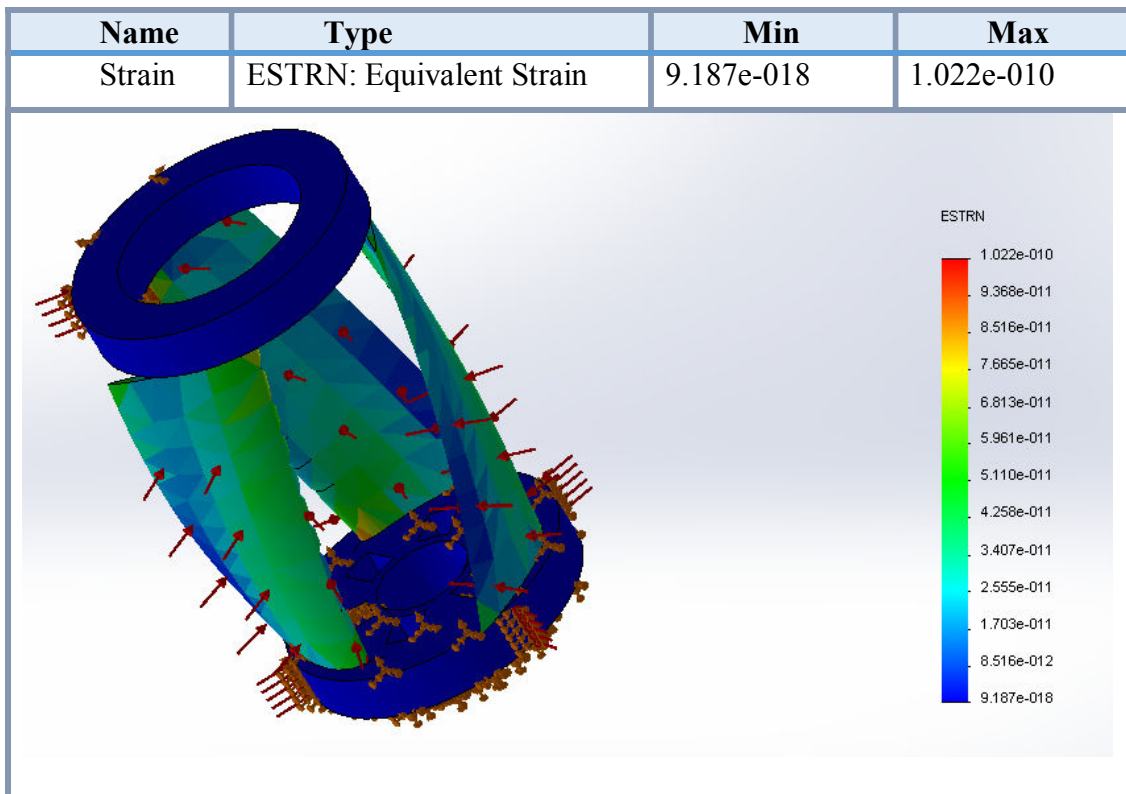 Name Type Min Max
Strain ESTRN: Equivalent Strain 9.187e-018 1.022e-010
ESTRN
1.022e-010
9.368e-011
8.516e-011
7.665e-011
6.813e-011
5.961e-011
5.110e-011
4.258e-011
3.407e-011
2.555e-011
1.703e-011
8.516e-012
9.187e-018